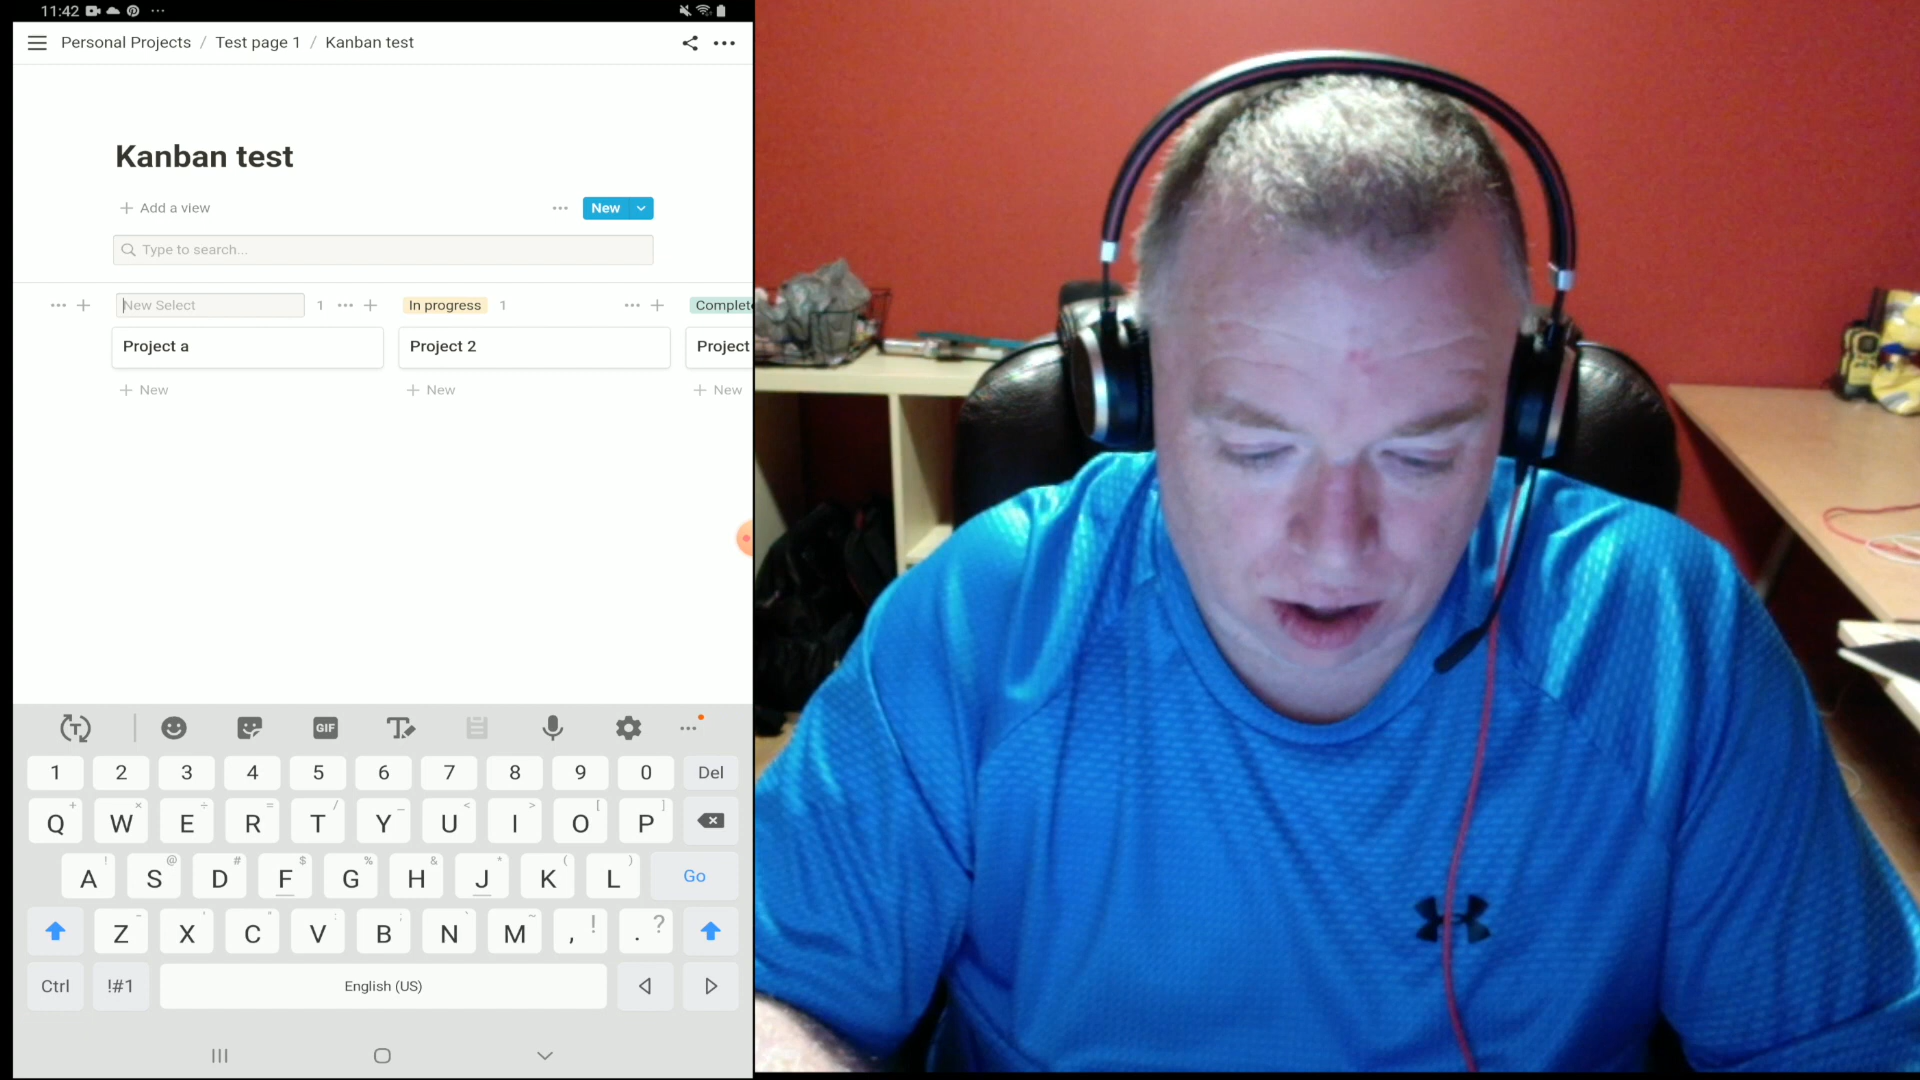 11:42
Personal Projects / Test page 1 / Kanban test
Kanban test
+ Add a view
New
Type to search...
New Select 1 In progress 1 Complete
Project a Project 2 Project
+ New + New + New
GIF
1 2 3 4 5 6 7 8 9 0 Del
Q W E R T Y U I O P
A S D F G H J K L Go
Z X C V B N M , ! . ?
Ctrl !#1 English (US)